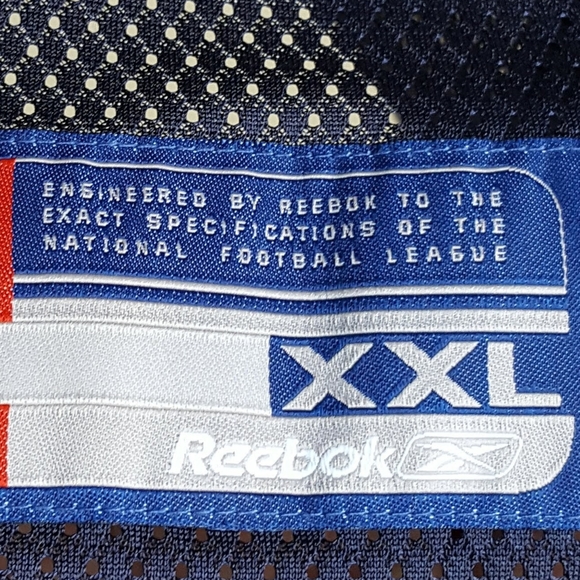 ENGINEERED BY REEBOK TO THE
EXACT SPECIFICATIONS OF THE
NATIONAL FOOTBALL LEAGUE
XXL
Reebok